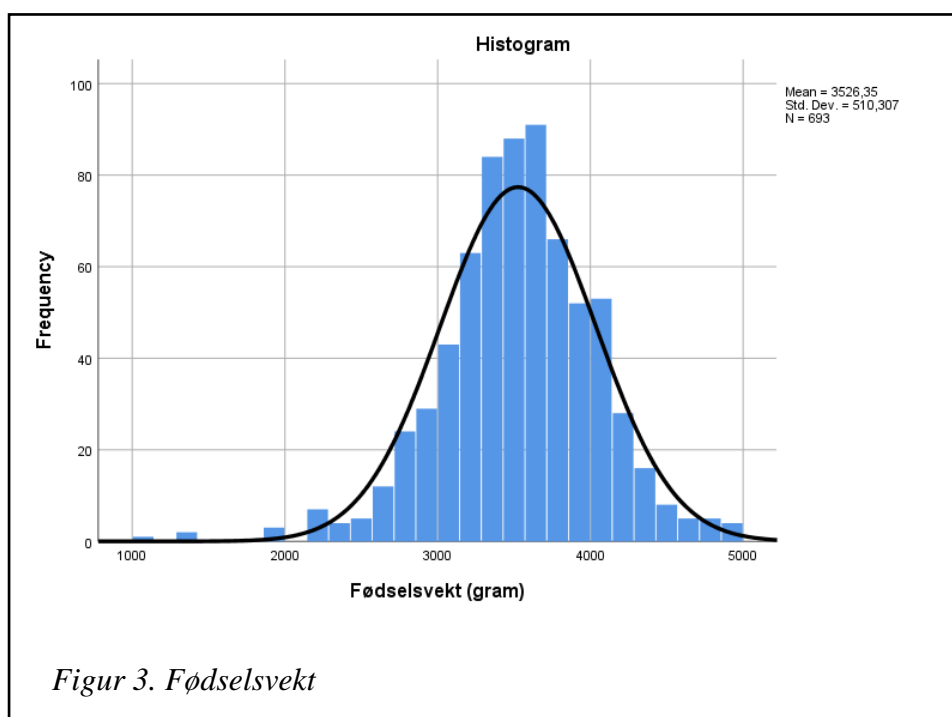 Histogram
Mean = 3526,35
Std. Dev. = 510,307
N = 693
100
80
60
40
20
0
Frequency
1000 2000 3000 4000 5000
Fødselsvekt (gram)
Figur 3. Fødselsvekt